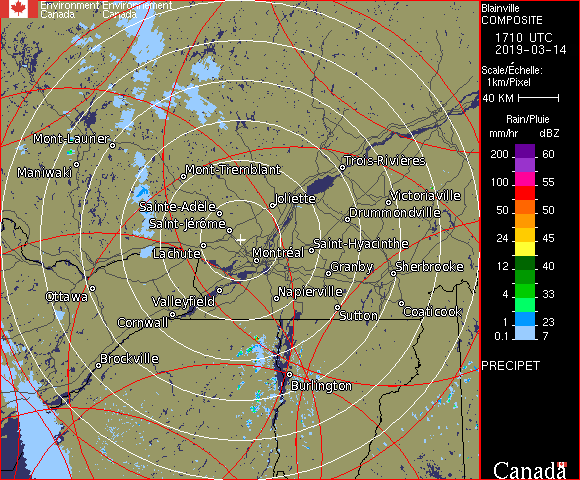 Environment Environnement
Canada Canada
Blainville
COMPOSITE
1710 UTC
2019-03-14
Scale/Échelle:
1km/Pixel
40 KM
Rain/Pluie
mm/hr dBZ
200 60
100 55
50 50
24 45
12 40
4 33
1 23
0.1 7
PRECIPET
Canada
Mont-Laurier
Maniwaki
Mont-Tremblant
Trois-Rivières
Sainte-Adèle
Joliette
Victoriaville
Drummondville
Saint-Jérôme
Lachute
Montréal
Saint-Hyacinthe
Granby
Sherbrooke
Ottawa
Valleyfield
Napierville
Cornwall
Sutton
Coaticook
Brockville
Burlington